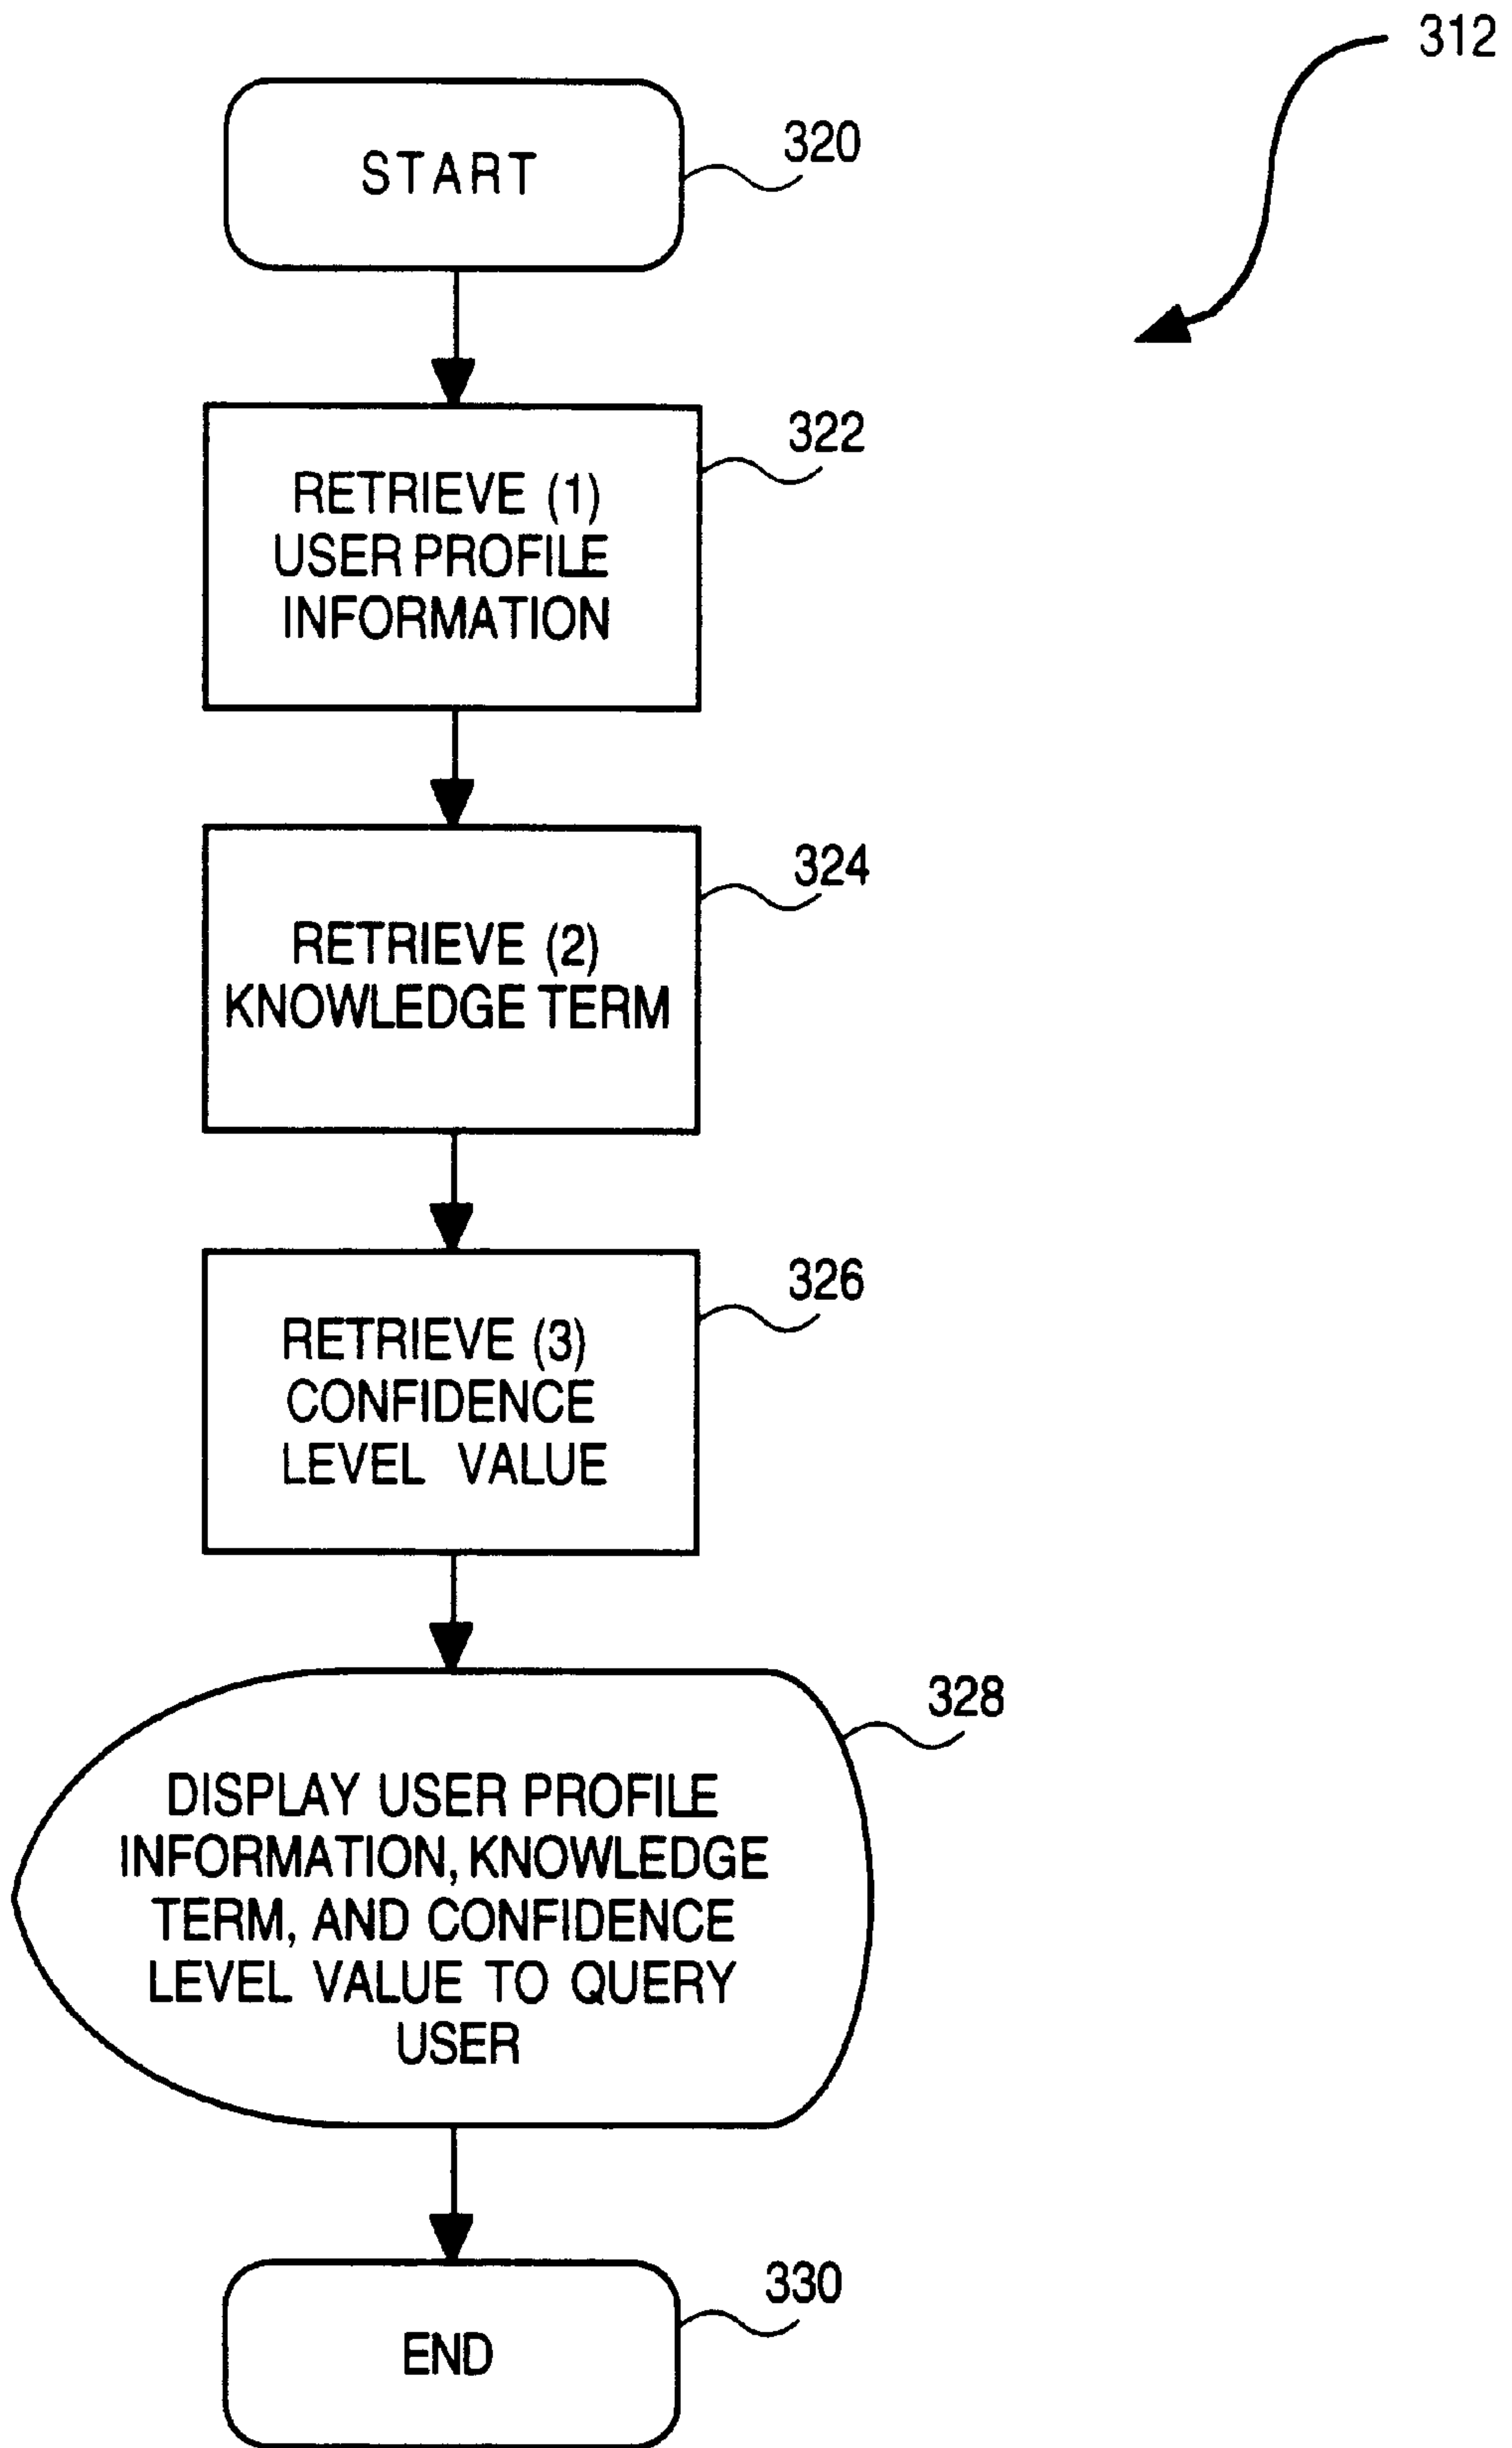 312
START
320
RETRIEVE (1)
USER PROFILE
INFORMATION
322
RETRIEVE (2)
KNOWLEDGE TERM
324
RETRIEVE (3)
CONFIDENCE
LEVEL VALUE
326
DISPLAY USER PROFILE
INFORMATION, KNOWLEDGE
TERM, AND CONFIDENCE
LEVEL VALUE TO QUERY
USER
328
END
330